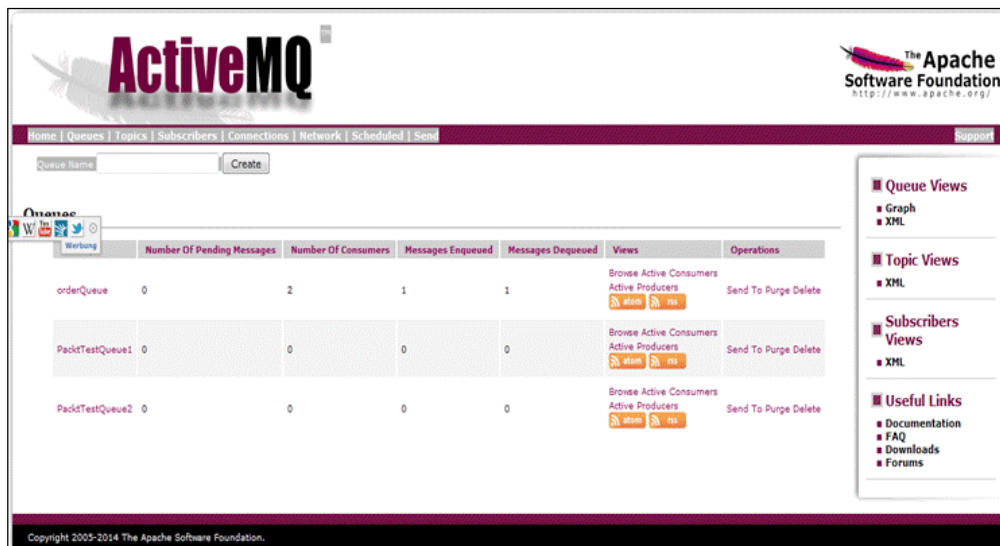 ActiveMQ
TM
The Apache
Software Foundation
http://www.apache.org/
Home | Queues | Topics | Subscribers | Connections | Network | Scheduled | Send
Support
Queue Name
Create
Queues
W
You Tube
Werbung
Number Of Pending Messages Number Of Consumers Messages Enqueued Messages Dequeued Views Operations
orderQueue 0 2 1 1 Browse Active Consumers
Active Producers
atom rss
Send To Purge Delete
PacktTestQueue1 0 0 0 0 Browse Active Consumers
Active Producers
atom rss
Send To Purge Delete
PacktTestQueue2 0 0 0 0 Browse Active Consumers
Active Producers
atom rss
Send To Purge Delete
Queue Views
Graph
XML
Topic Views
XML
Subscribers
Views
XML
Useful Links
Documentation
FAQ
Downloads
Forums
Copyright 2005-2014 The Apache Software Foundation.